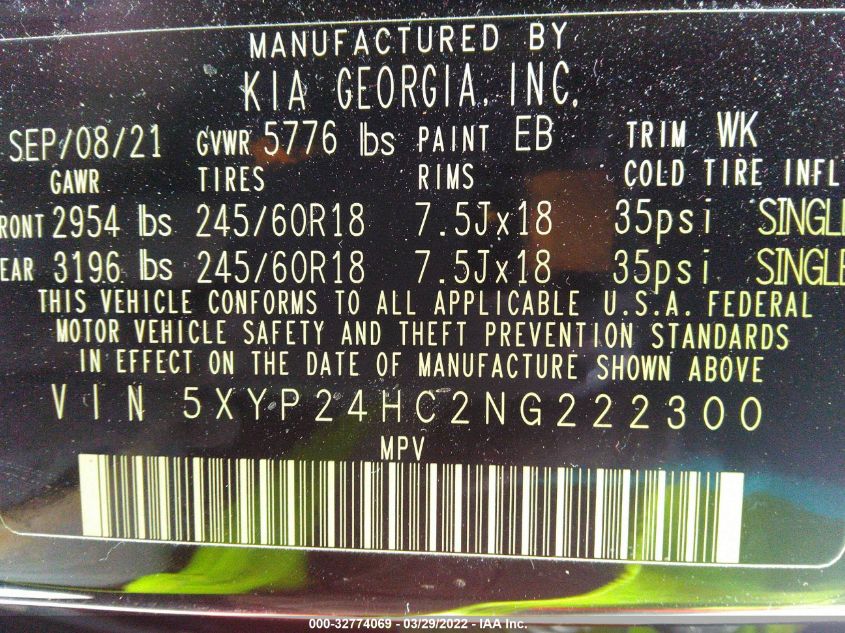 MANUFACTURED BY
KIA GEORGIA, INC.
SEP/08/21 GVWR 5776 lbs PAINT EB TRIM WK
GAWR TIRES RIMS COLD TIRE INFL
RONT 2954 lbs 245/60R18 7.5Jx18 35psi SINGL
EAR 3196 lbs 245/60R18 7.5Jx18 35psi SINGLE
THIS VEHICLE CONFORMS TO ALL APPLICABLE U.S.A. FEDERAL
MOTOR VEHICLE SAFETY AND THEFT PREVENTION STANDARDS
IN EFFECT ON THE DATE OF MANUFACTURE SHOWN ABOVE
VIN 5XYP24HC2NG222300
MPV
000-32774069 - 03/29/2022 - IAA Inc.